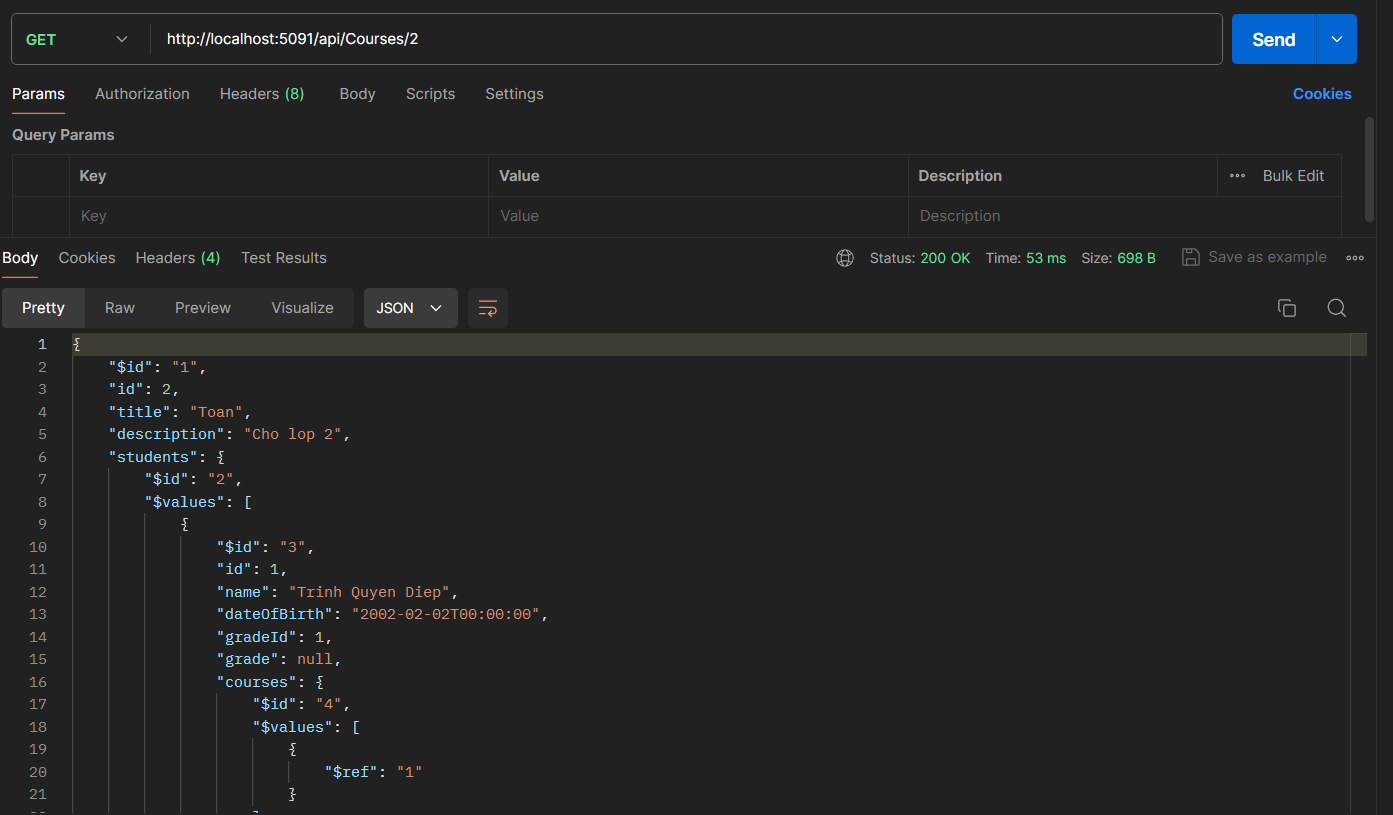 GET http://localhost:5091/api/Courses/2 Send
Params Authorization Headers (8) Body Scripts Settings Cookies
Query Params
Key Value Description ••• Bulk Edit
Key Value Description
Body Cookies Headers (4) Test Results Status: 200 OK Time: 53 ms Size: 698 B Save as example
Pretty Raw Preview Visualize JSON
1 {
2 "$id": "1",
3 "id": 2,
4 "title": "Toan",
5 "description": "Cho lop 2",
6 "students": {
7 "$id": "2",
8 "$values": [
9 {
10 "$id": "3",
11 "id": 1,
12 "name": "Trinh Quyen Diep",
13 "dateOfBirth": "2002-02-02T00:00:00",
14 "gradeId": 1,
15 "grade": null,
16 "courses": {
17 "$id": "4",
18 "$values": [
19 {
20 "$ref": "1"
21 }